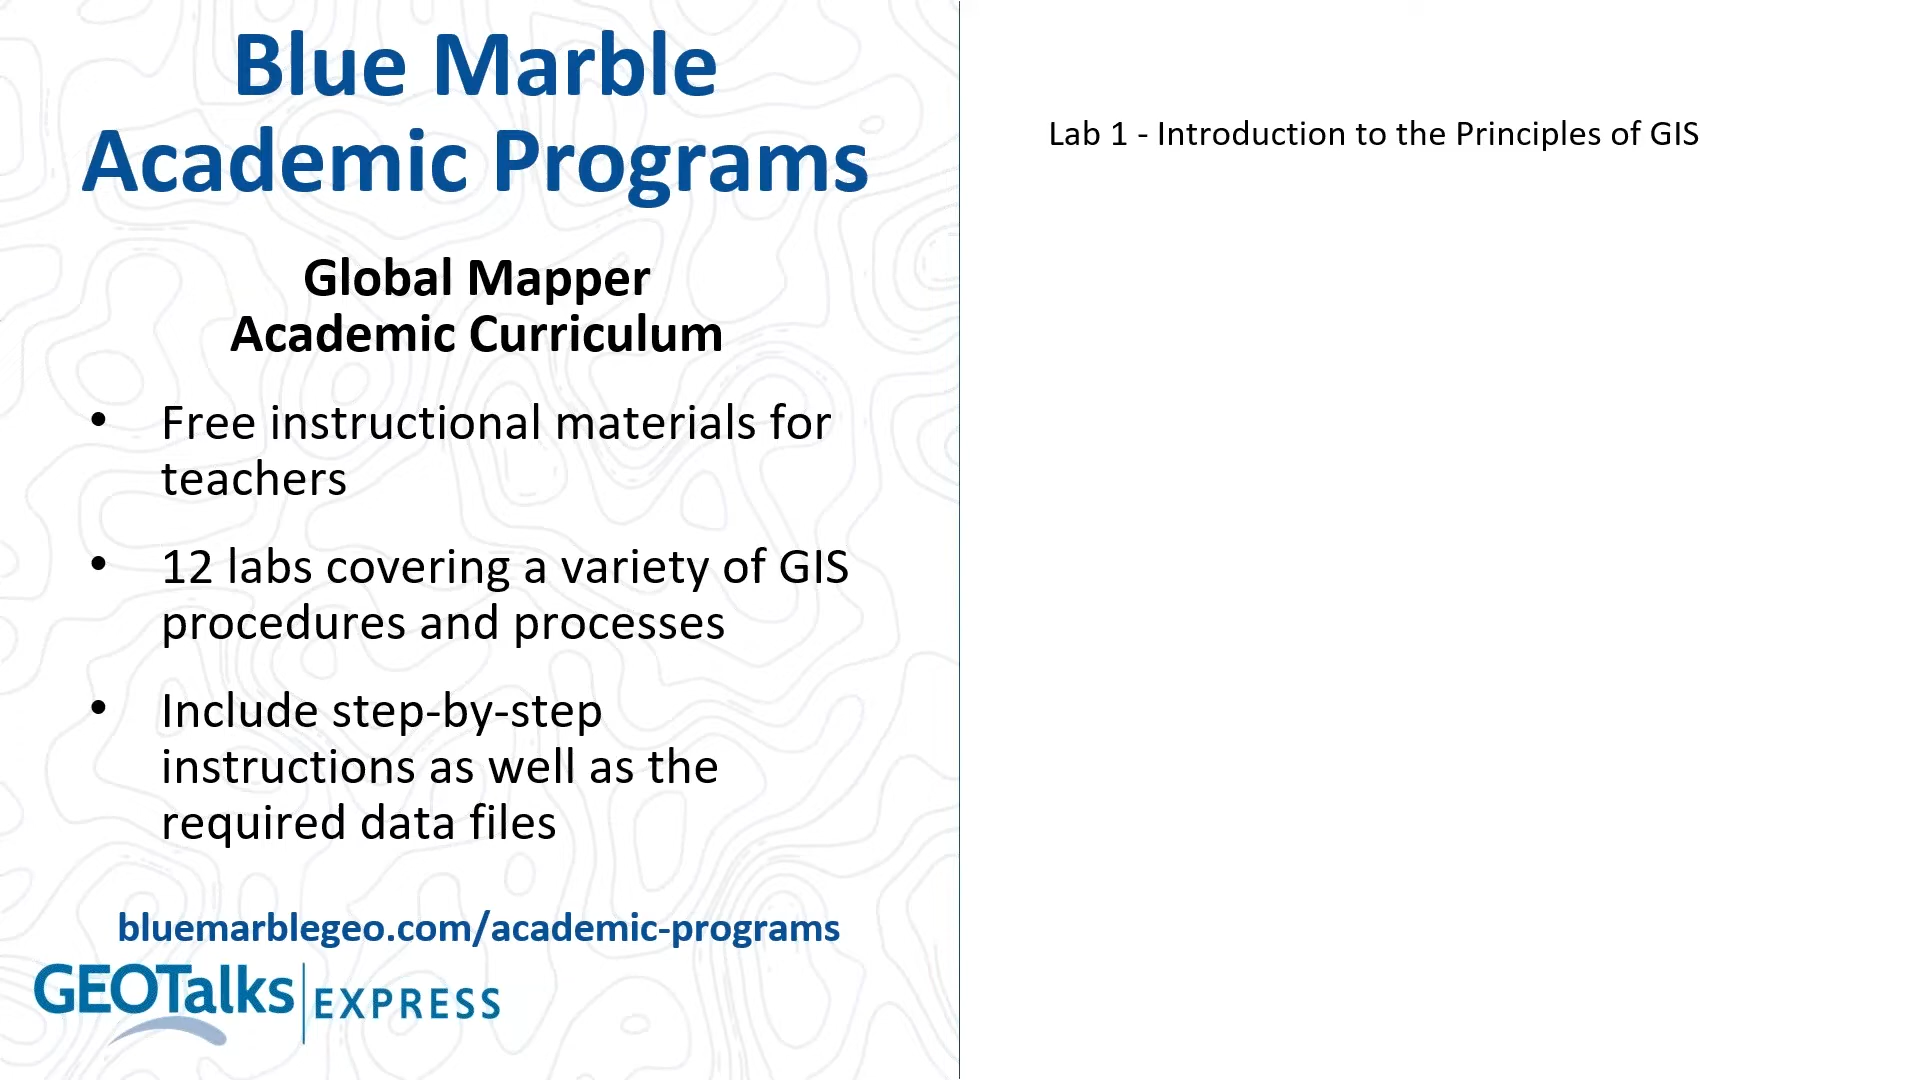 Blue Marble
Academic Programs
Global Mapper
Academic Curriculum
• Free instructional materials for
teachers
• 12 labs covering a variety of GIS
procedures and processes
• Include step-by-step
instructions as well as the
required data files
bluemarblegeo.com/academic-programs
GEOTalks EXPRESS
Lab 1 - Introduction to the Principles of GIS